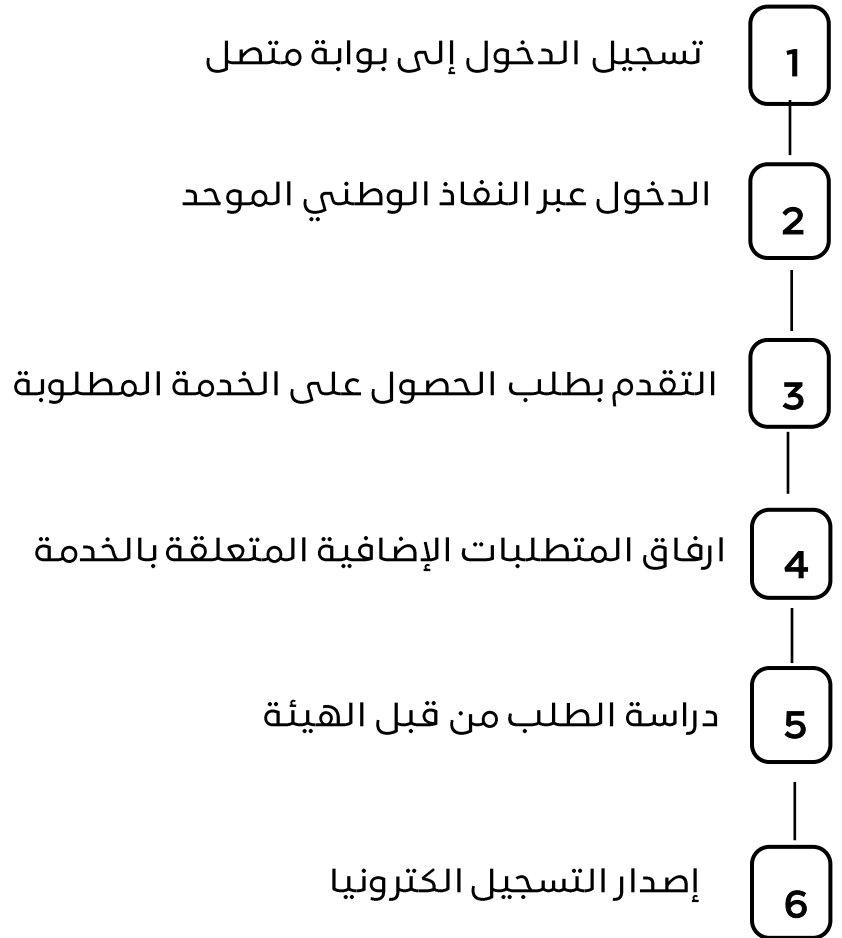 1 تسجيل الدخول إلى بوابة متصل
2 الدخول عبر النفاذ الوطني الموحد
3 التقدم بطلب الحصول على الخدمة المطلوبة
4 ارفاق المتطلبات الإضافية المتعلقة بالخدمة
5 دراسة الطلب من قبل الهيئة
6 إصدار التسجيل الكترونيا